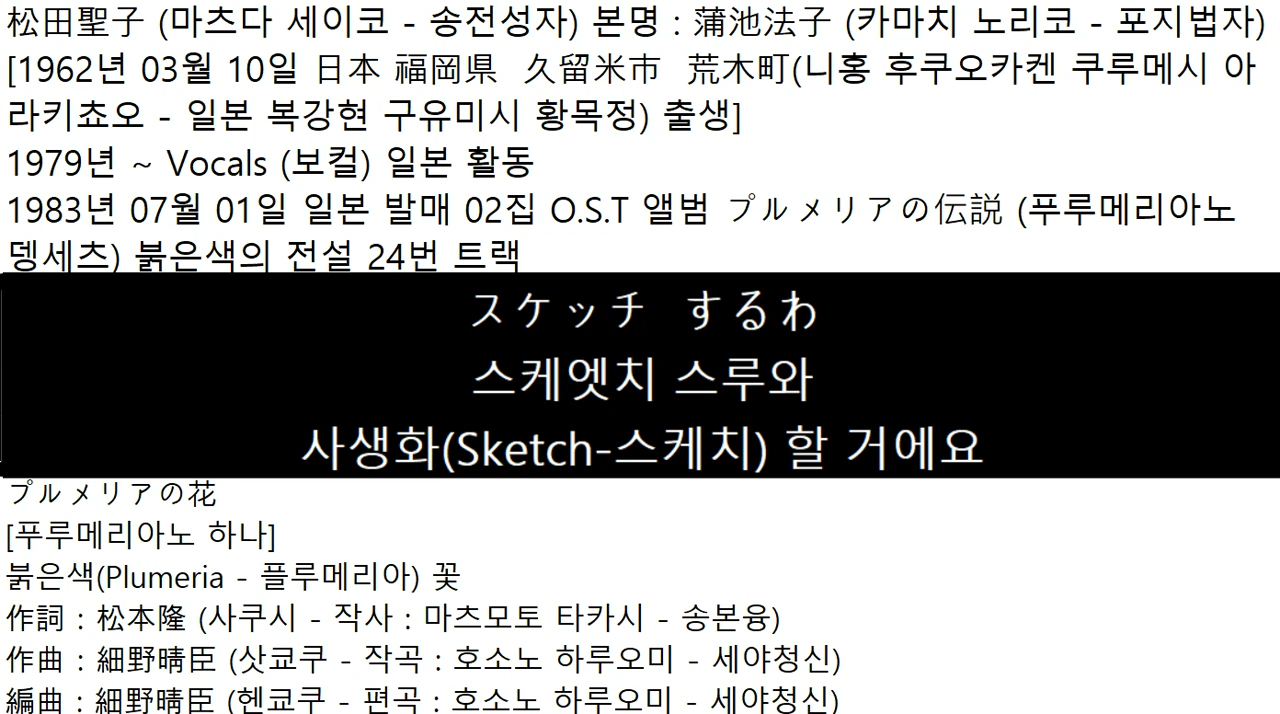 松田聖子 (마츠다 세이코 - 송전성자) 본명 : 蒲池法子 (카마치 노리코 - 포지법자)
[1962년 03월 10일 日本 福岡県 久留米市 荒木町(니홍 후쿠오카켄 쿠루메시 아
라키쵸오 - 일본 복강현 구유미시 황목정) 출생]
1979년 ~ Vocals (보컬) 일본 활동
1983년 07월 01일 일본 발매 02집 O.S.T 앨범 プルメリアの伝説 (푸루메리아노
뎅세츠) 붉은색의 전설 24번 트랙
スケッチ するわ
스케엣치 스루와
사생화(Sketch-스케치) 할 거에요
プルメリアの花
[푸루메리아노 하나]
붉은색(Plumeria - 플루메리아) 꽃
作詞 : 松本隆 (사쿠시 - 작사 : 마츠모토 타카시 - 송본융)
作曲 : 細野晴臣 (삿쿄쿠 - 작곡 : 호소노 하루오미 - 세야청신)
編曲 : 細野晴臣 (헨쿄쿠 - 편곡 : 호소노 하루오미 - 세야청신)